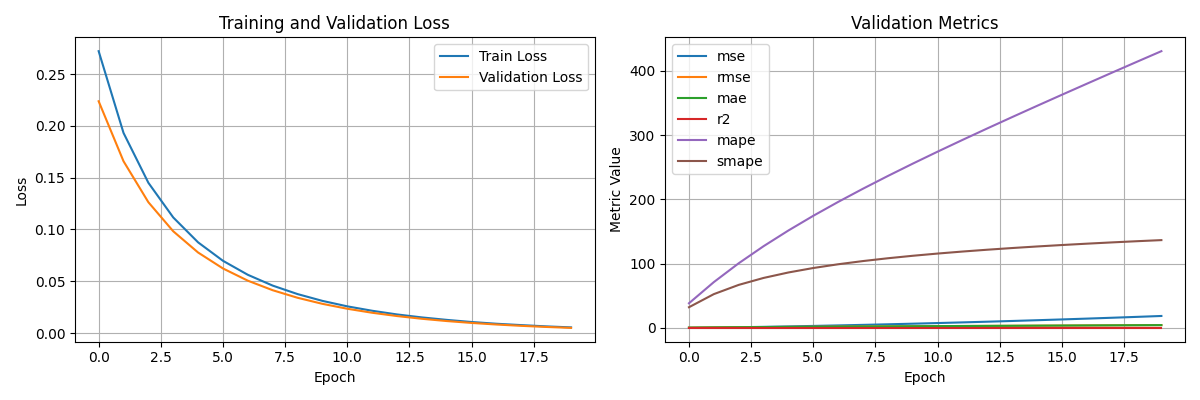 Training and Validation Loss
Train Loss
Validation Loss
0.25
0.20
0.15
0.10
0.05
0.00
Loss
0.0 2.5 5.0 7.5 10.0 12.5 15.0 17.5
Epoch
Validation Metrics
mse
rmse
mae
r2
mape
smape
400
300
200
100
0
Metric Value
0.0 2.5 5.0 7.5 10.0 12.5 15.0 17.5
Epoch